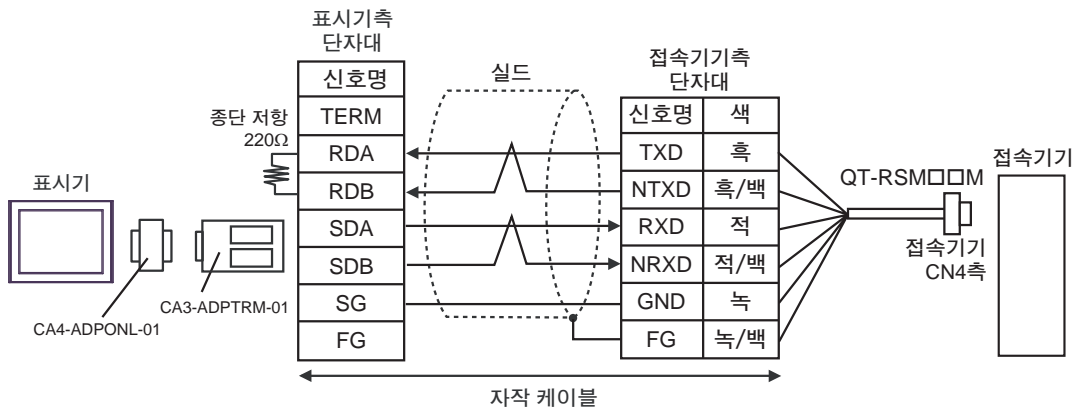 표시기측
단자대
신호명
TERM
RDA
RDB
SDA
SDB
SG
FG
종단 저항
220Ω
실드
접속기기측
단자대
신호명 색
TXD 흑
NTXD 흑/백
RXD 적
NRXD 적/백
GND 녹
FG 녹/백
표시기
CA4-ADPONL-01
CA3-ADPTRM-01
QT-RSM□□M
접속기기
CN4측
접속기기
자작 케이블